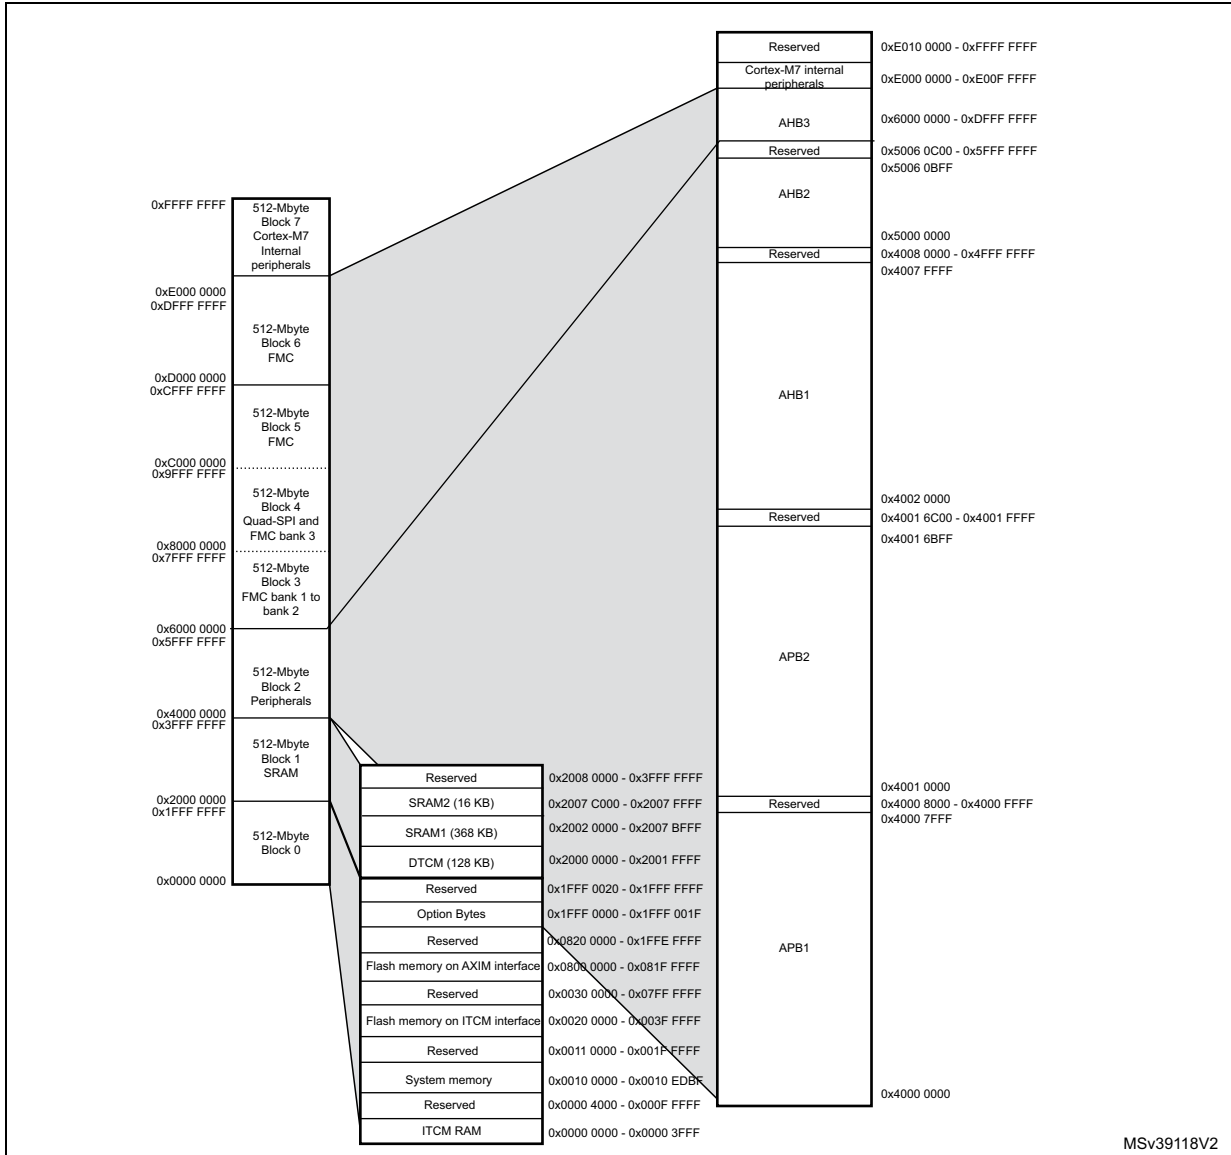 0xFFFF FFFF
512-Mbyte
Block 7
Cortex-M7
Internal
peripherals
0xE000 0000
0xDFFF FFFF
512-Mbyte
Block 6
FMC
0xD000 0000
0xCFFF FFFF
512-Mbyte
Block 5
FMC
0xC000 0000
0x9FFF FFFF
512-Mbyte
Block 4
Quad-SPI and
FMC bank 3
0x8000 0000
0x7FFF FFFF
512-Mbyte
Block 3
FMC bank 1 to
bank 2
0x6000 0000
0x5FFF FFFF
512-Mbyte
Block 2
Peripherals
0x4000 0000
0x3FFF FFFF
512-Mbyte
Block 1
SRAM
0x2000 0000
0x1FFF FFFF
512-Mbyte
Block 0
0x0000 0000
Reserved 0x2008 0000 - 0x3FFF FFFF
SRAM2 (16 KB) 0x2007 C000 - 0x2007 FFFF
SRAM1 (368 KB) 0x2002 0000 - 0x2007 BFFF
DTCM (128 KB) 0x2000 0000 - 0x2001 FFFF
Reserved 0x1FFF 0020 - 0x1FFF FFFF
Option Bytes 0x1FFF 0000 - 0x1FFF 001F
Reserved 0x0820 0000 - 0x1FFE FFFF
Flash memory on AXIM interface 0x0800 0000 - 0x081F FFFF
Reserved 0x0030 0000 - 0x07FF FFFF
Flash memory on ITCM interface 0x0020 0000 - 0x003F FFFF
Reserved 0x0011 0000 - 0x001F FFFF
System memory 0x0010 0000 - 0x0010 EDBF
Reserved 0x0000 4000 - 0x000F FFFF
ITCM RAM 0x0000 0000 - 0x0000 3FFF
Reserved 0xE010 0000 - 0xFFFF FFFF
Cortex-M7 internal
peripherals 0xE000 0000 - 0xE00F FFFF
AHB3 0x6000 0000 - 0xDFFF FFFF
Reserved 0x5006 0C00 - 0x5FFF FFFF
0x5006 0BFF
AHB2
0x5000 0000
Reserved 0x4008 0000 - 0x4FFF FFFF
0x4007 FFFF
AHB1
0x4002 0000
Reserved 0x4001 6C00 - 0x4001 FFFF
0x4001 6BFF
APB2
0x4001 0000
Reserved 0x4000 8000 - 0x4000 FFFF
0x4000 7FFF
APB1
0x4000 0000
MSv39118V2